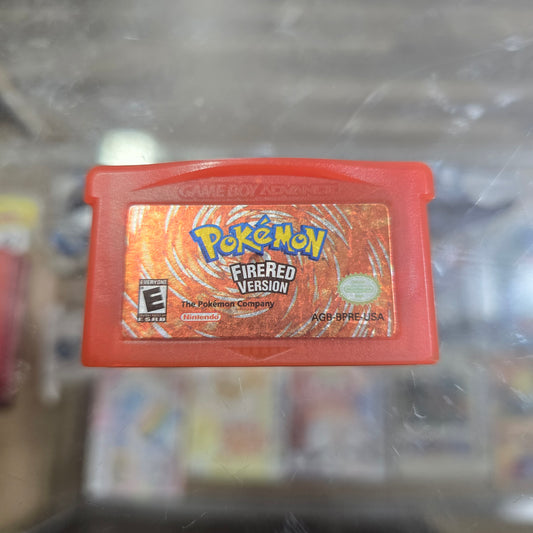 GAME BOY ADVANCE
POKéMON
FIRERED
VERSION
EVERYONE
E
ESRB
The Pokémon Company
Nintendo
AGB-BPRE-USA